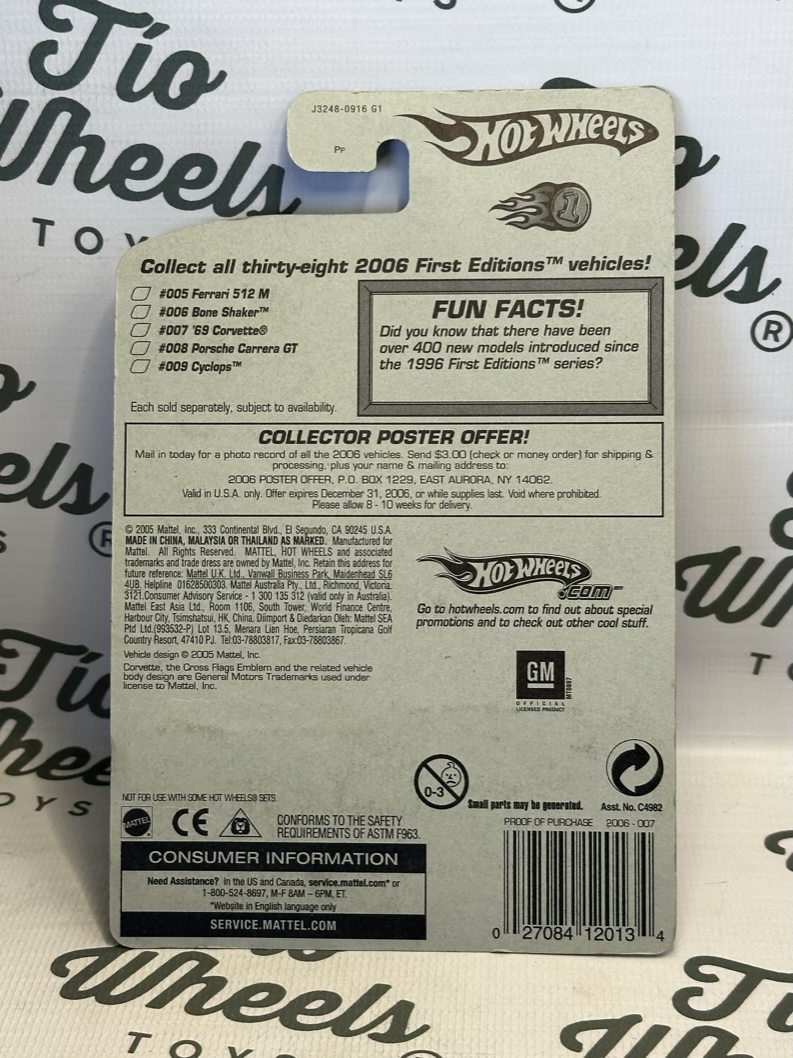 Tío
Wheels
TOYS
els
®
J3248-0916 G1
PP
HOT WHEELS
1
Collect all thirty-eight 2006 First Editions™ vehicles!
#005 Ferrari 512 M
#006 Bone Shaker™
#007 '69 Corvette®
#008 Porsche Carrera GT
#009 Cyclops™
Each sold separately, subject to availability.
FUN FACTS!
Did you know that there have been
over 400 new models introduced since
the 1996 First Editions™ series?
COLLECTOR POSTER OFFER!
Mail in today for a photo record of all the 2006 vehicles. Send $3.00 (check or money order) for shipping &
processing, plus your name & mailing address to:
2006 POSTER OFFER, P.O. BOX 1229, EAST AURORA, NY 14062.
Valid in U.S.A. only. Offer expires December 31, 2006, or while supplies last. Void where prohibited.
Please allow 8 - 10 weeks for delivery.
© 2005 Mattel, Inc., 333 Continental Blvd., El Segundo, CA 90245 U.S.A.
MADE IN CHINA, MALAYSIA OR THAILAND AS MARKED. Manufactured for
Mattel. All Rights Reserved. MATTEL, HOT WHEELS and associated
trademarks and trade dress are owned by Mattel, Inc. Retain this address for
future reference: Mattel U.K. Ltd., Vanwall Business Park, Maidenhead SL6
4UB. Helpline 01628500303. Mattel Australia Pty., Ltd., Richmond, Victoria.
3121.Consumer Advisory Service - 1 300 135 312 (valid only in Australia).
Mattel East Asia Ltd., Room 1106, South Tower, World Finance Centre,
Harbour City, Tsimshatsui, HK, China. Diimport & Diedarkan Oleh: Mattel SEA
Ptd Ltd.(993532-P) Lot 13.5, Menara Lien Hoe, Persiaran Tropicana Golf
Country Resort, 47410 PJ. Tel:03-78803817, Fax:03-78803867.
Vehicle design © 2005 Mattel, Inc.
Corvette, the Cross Flags Emblem and the related vehicle
body design are General Motors Trademarks used under
license to Mattel, Inc.
HOT WHEELS
.COM™
Go to hotwheels.com to find out about special
promotions and to check out other cool stuff.
GM
OFFICIAL
LICENSED PRODUCT
0-3
Small parts may be generated.
Asst. No. C4982
NOT FOR USE WITH SOME HOT WHEELS® SETS.
MATTEL
CE
CONFORMS TO THE SAFETY
REQUIREMENTS OF ASTM F963.
CONSUMER INFORMATION
Need Assistance? In the US and Canada, service.mattel.com* or
1-800-524-8697, M-F 8AM – 6PM, ET.
*Website in English language only
SERVICE.MATTEL.COM
PROOF OF PURCHASE 2006 - 007
0 27084 12013 4
Tío
Wheels
TOYS
Wheels
TOYS